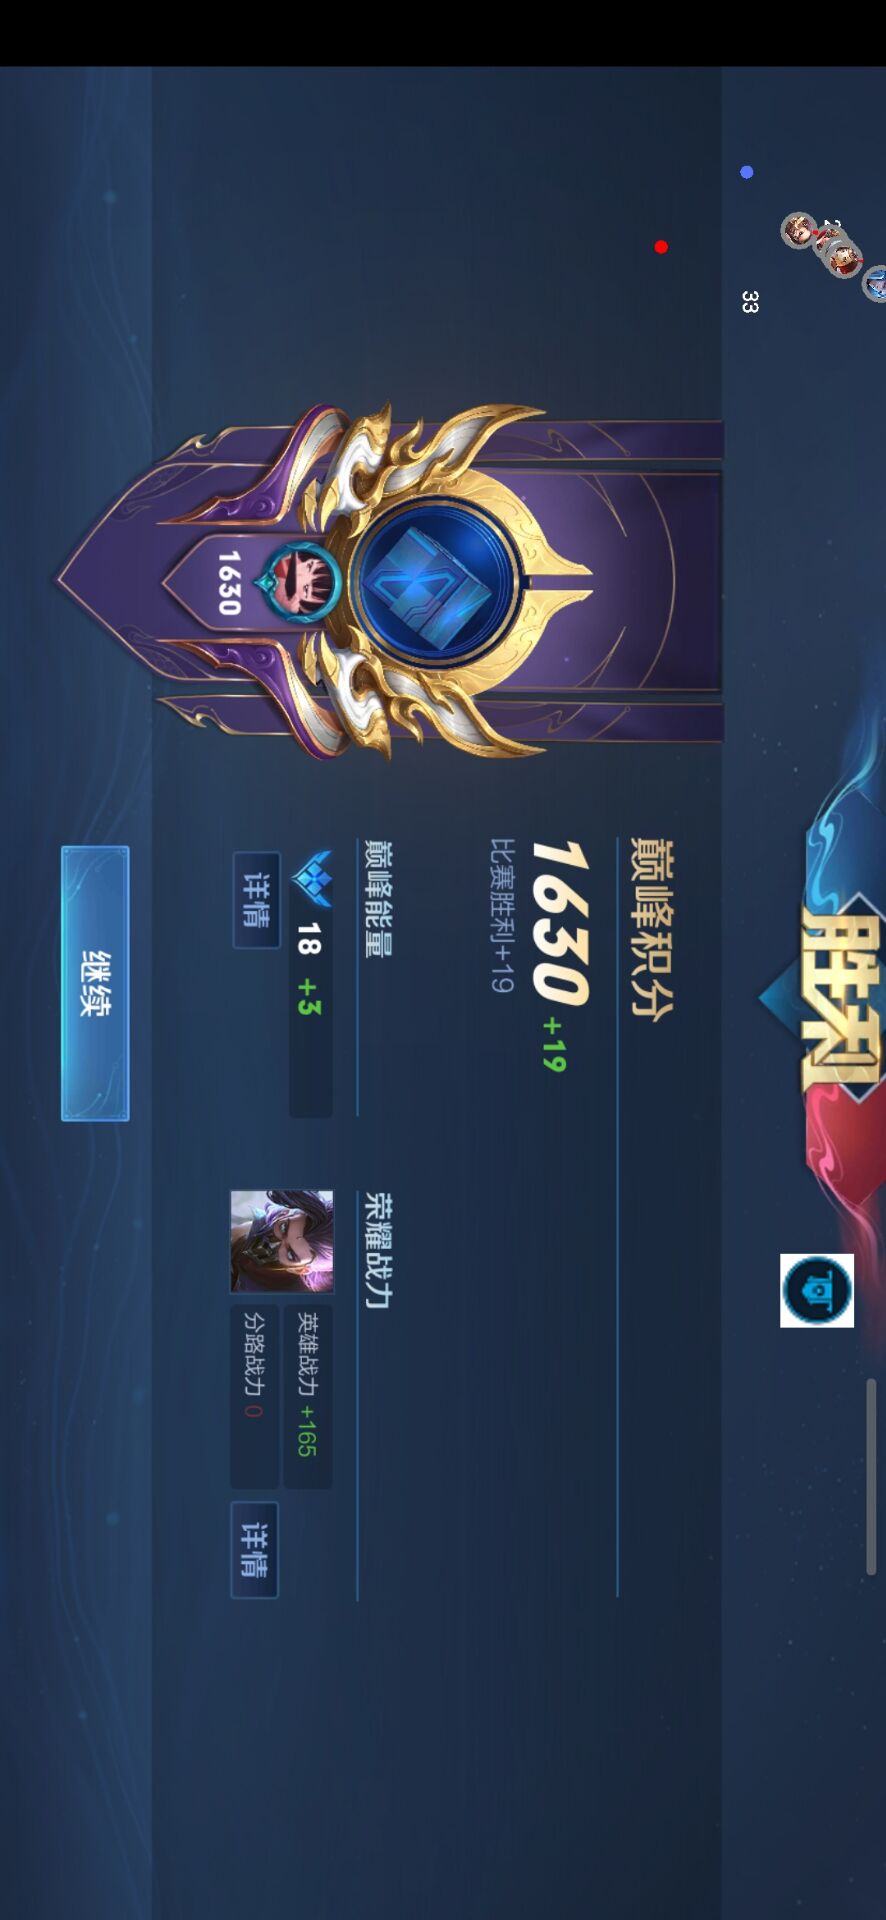 胜利
33
巅峰积分
1630 +19
比赛胜利+19
1630
巅峰能量
18 +3
详情
荣耀战力
英雄战力 +165
分路战力 0
详情
继续